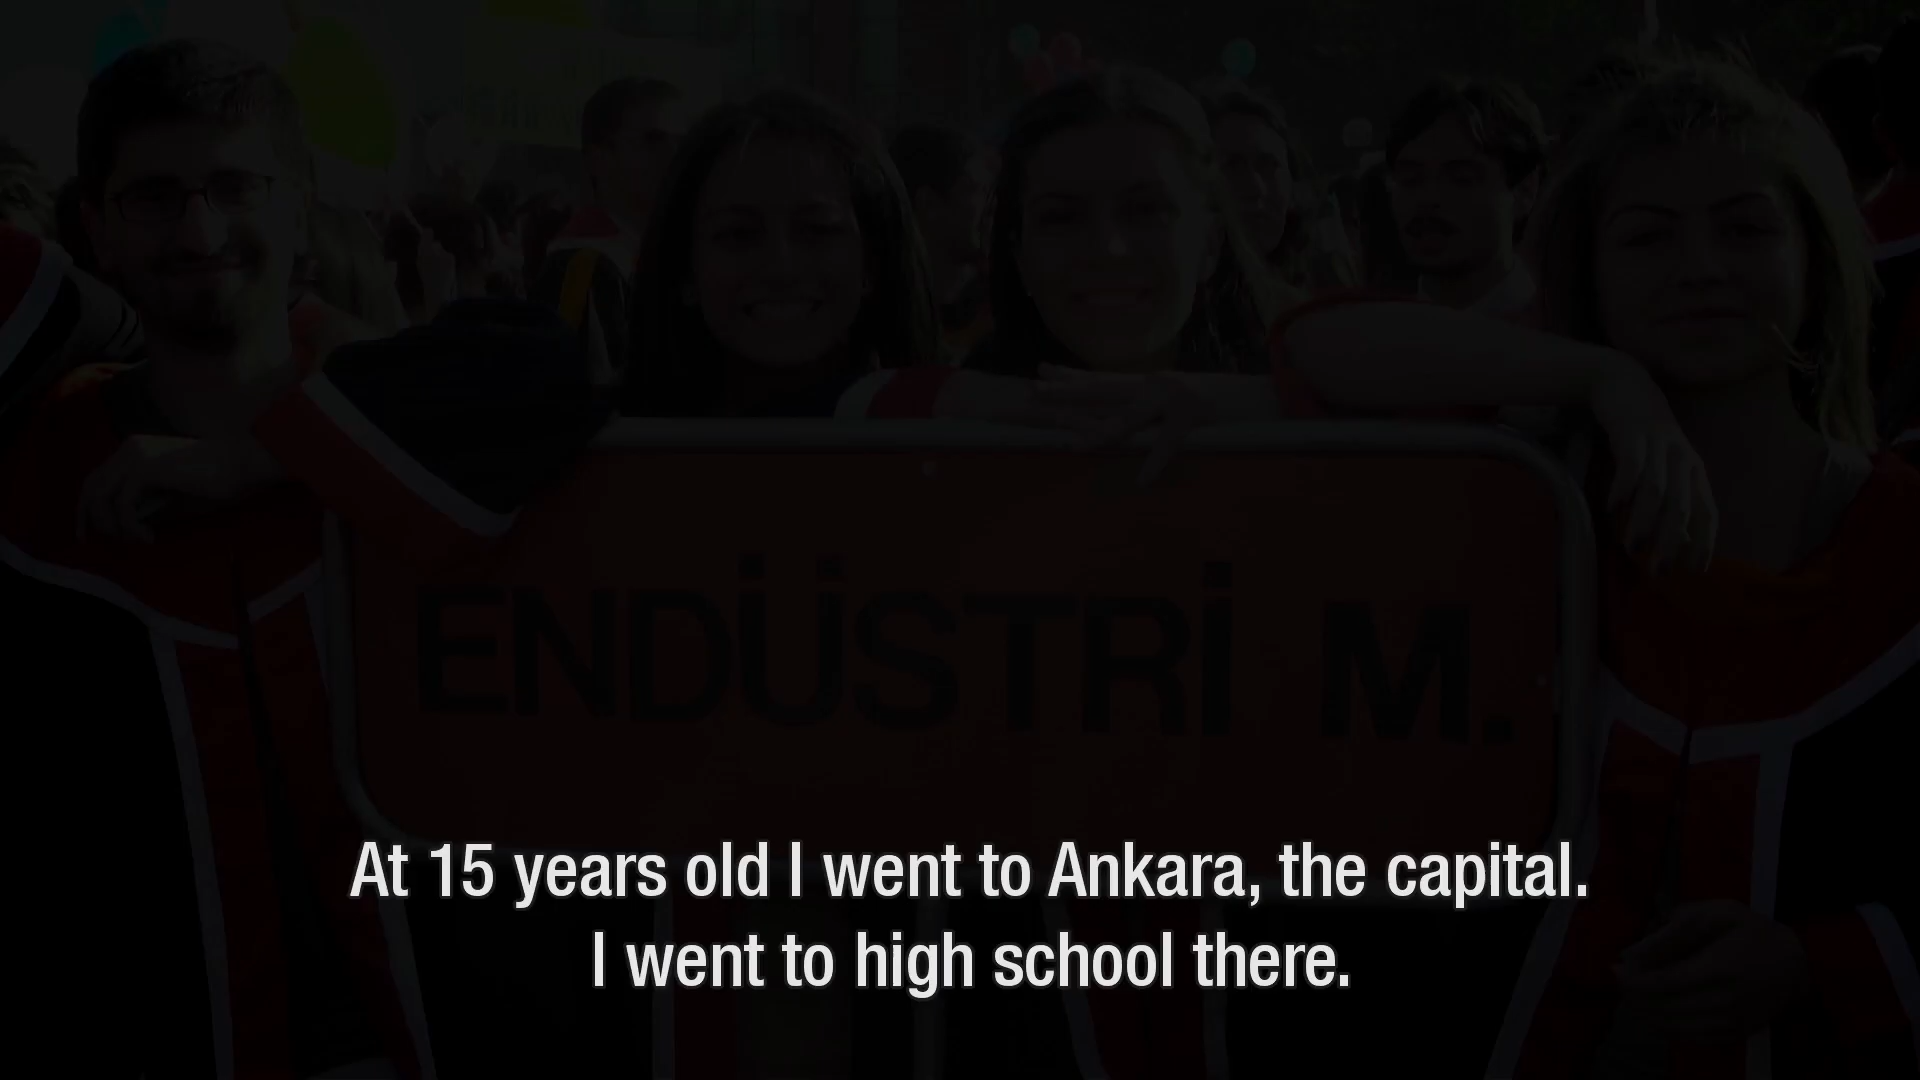 ENDÜSTRİ M.
At 15 years old I went to Ankara, the capital.
I went to high school there.